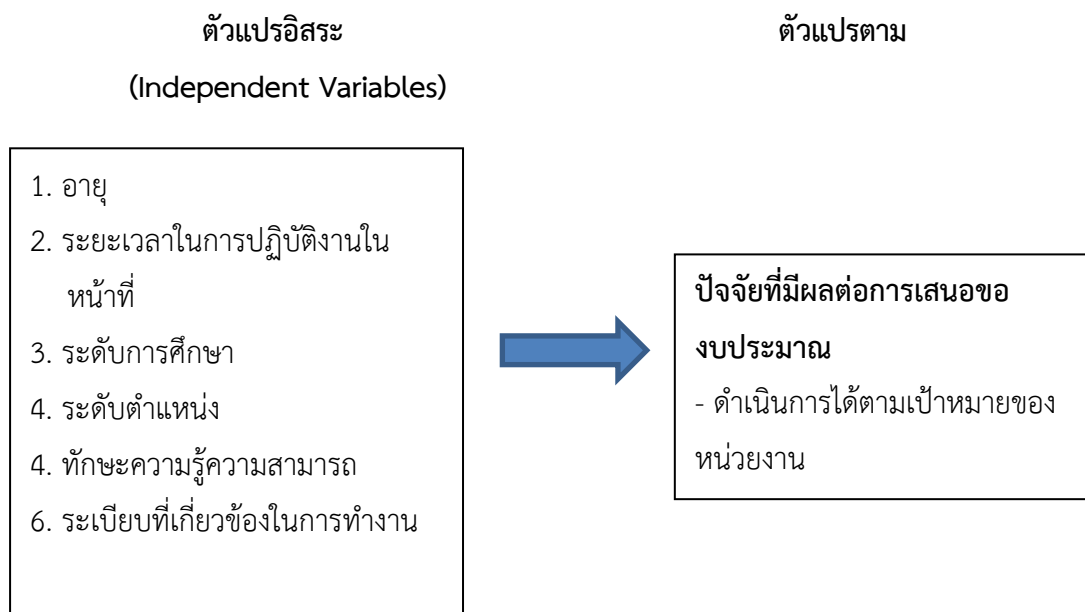 ตัวแปรอิสระ
(Independent Variables)
ตัวแปรตาม
1. อายุ
2. ระยะเวลาในการปฏิบัติงานใน
หน้าที่
3. ระดับการศึกษา
4. ระดับตำแหน่ง
4. ทักษะความรู้ความสามารถ
6. ระเบียบที่เกี่ยวข้องในการทำงาน
ปัจจัยที่มีผลต่อการเสนอขอ
งบประมาณ
- ดำเนินการได้ตามเป้าหมายของ
หน่วยงาน